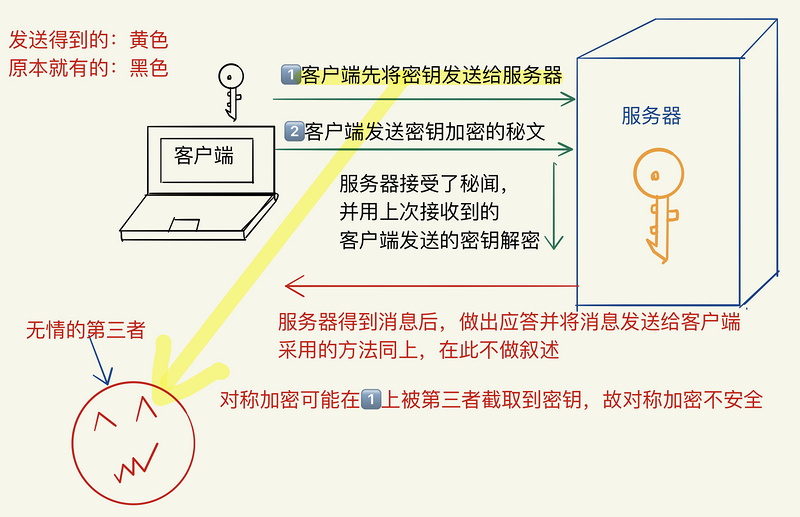 发送得到的：黄色
原本就有的：黑色
1客户端先将密钥发送给服务器
2客户端发送密钥加密的秘文
客户端
服务器
服务器接受了秘闻，
并用上次接收到的
客户端发送的密钥解密
服务器得到消息后，做出应答并将消息发送给客户端
采用的方法同上，在此不做叙述
无情的第三者
对称加密可能在1上被第三者截取到密钥，故对称加密不安全